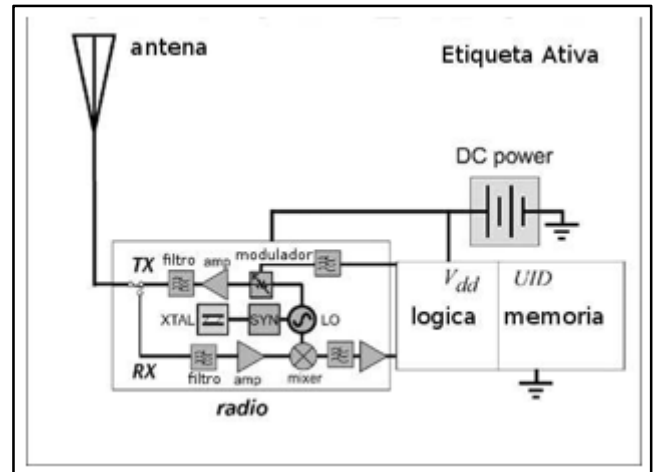 antena
Etiqueta Ativa
DC power
TX
filtro
amp
modulador
V_dd
UID
logica
memoria
XTAL
SYN
LO
RX
filtro
amp
mixer
radio